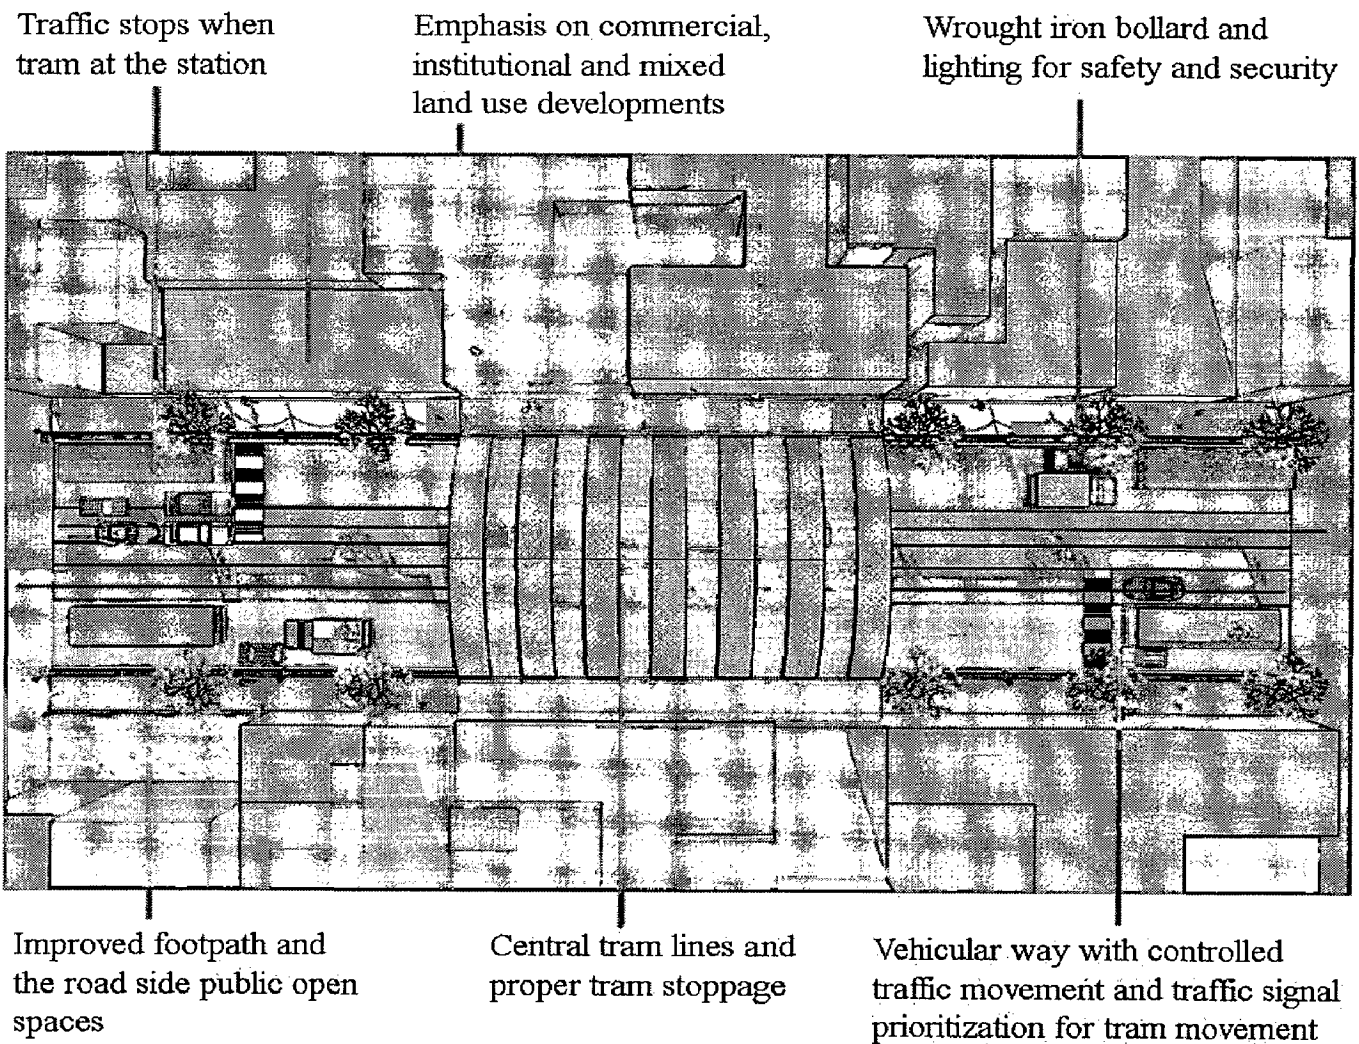 Traffic stops when
tram at the station
Emphasis on commercial,
institutional and mixed
land use developments
Wrought iron bollard and
lighting for safety and security
Improved footpath and
the road side public open
spaces
Central tram lines and
proper tram stoppage
Vehicular way with controlled
traffic movement and traffic signal
prioritization for tram movement